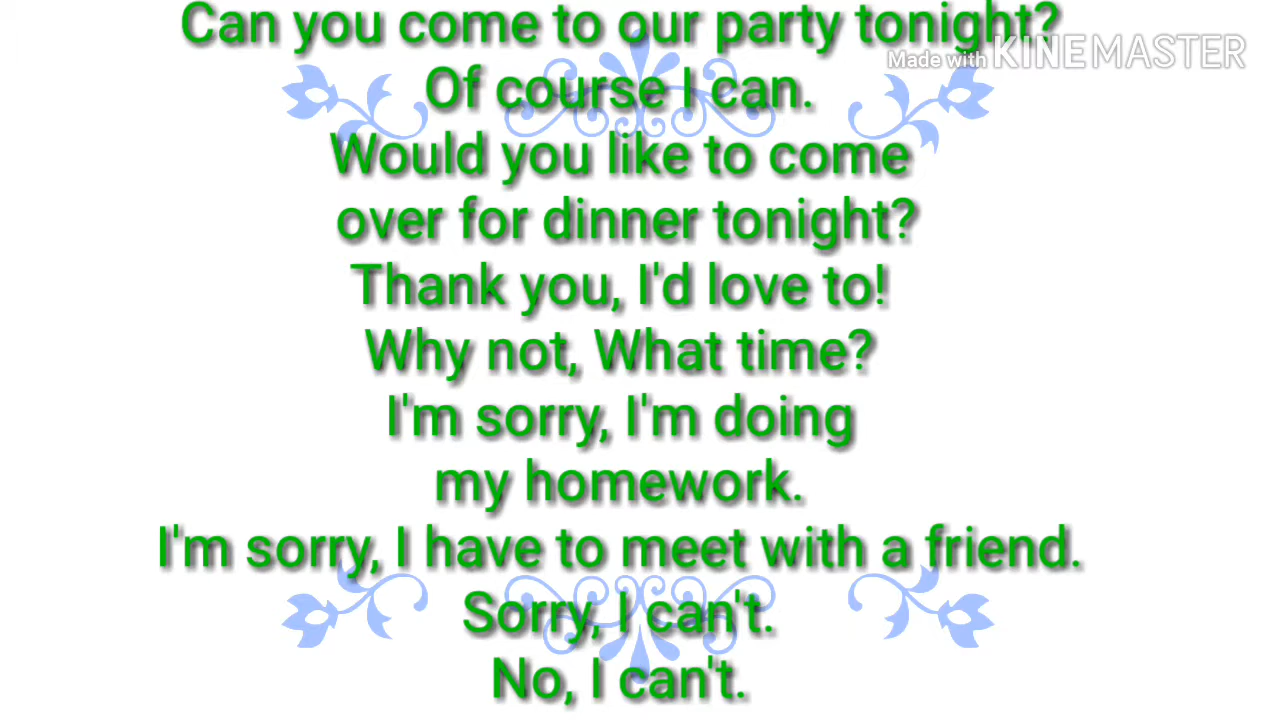 Can you come to our party tonight?
Made with KINEMASTER
Of course I can.
Would you like to come
over for dinner tonight?
Thank you, I'd love to!
Why not, What time?
I'm sorry, I'm doing
my homework.
I'm sorry, I have to meet with a friend.
Sorry, I can't.
No, I can't.